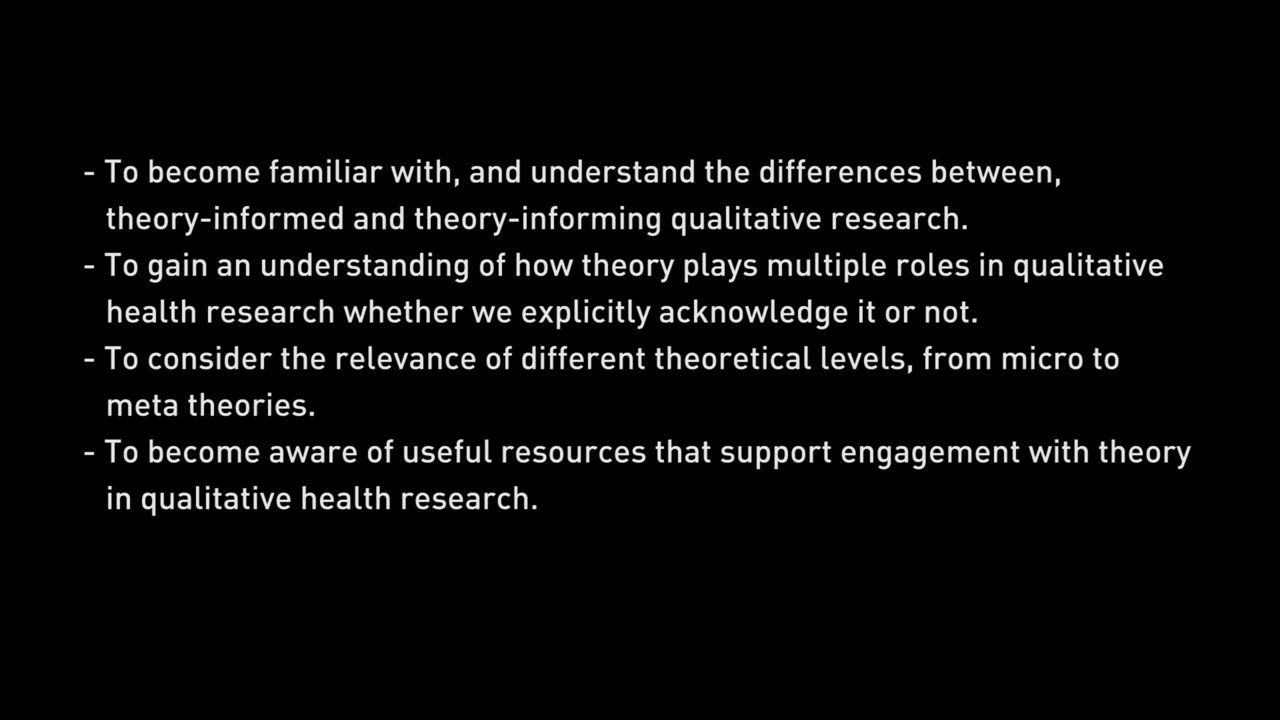 - To become familiar with, and understand the differences between,
theory-informed and theory-informing qualitative research.
- To gain an understanding of how theory plays multiple roles in qualitative
health research whether we explicitly acknowledge it or not.
- To consider the relevance of different theoretical levels, from micro to
meta theories.
- To become aware of useful resources that support engagement with theory
in qualitative health research.